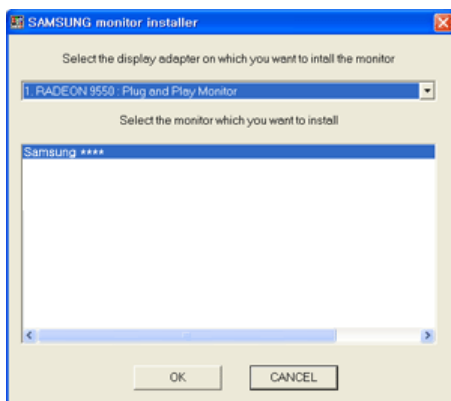 SAMSUNG monitor installer
Select the display adapter on which you want to intall the monitor
1. RADEON 9550 : Plug and Play Monitor
Select the monitor which you want to install
Samsung ****
OK
CANCEL